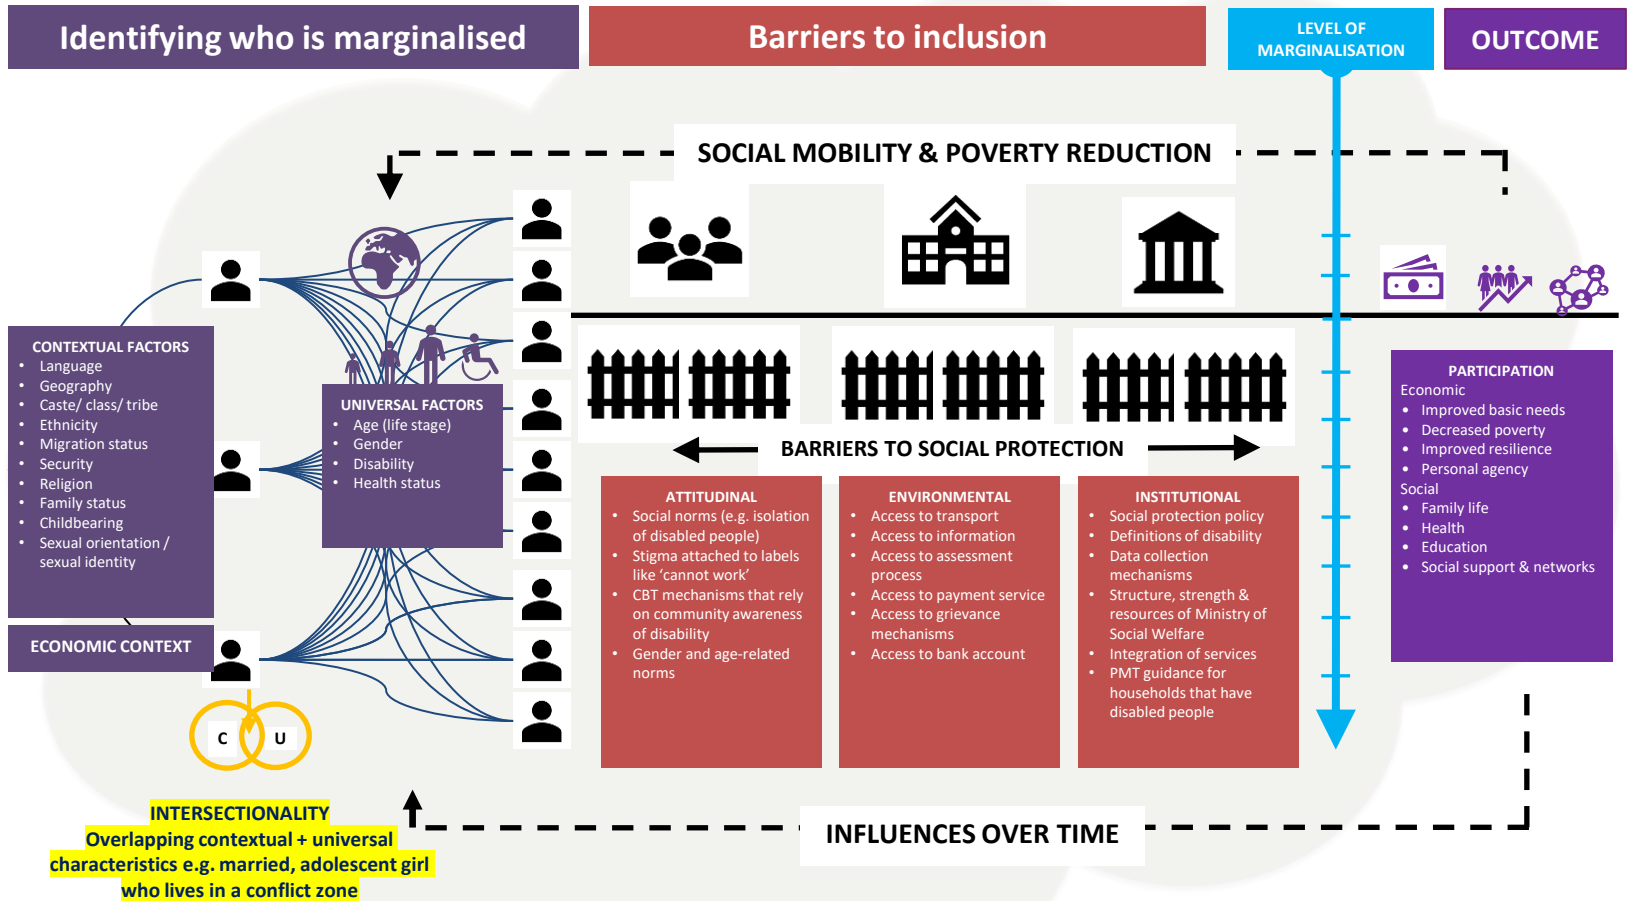 Identifying who is marginalised
Barriers to inclusion
LEVEL OF
MARGINALISATION
OUTCOME
SOCIAL MOBILITY & POVERTY REDUCTION
CONTEXTUAL FACTORS
• Language
• Geography
• Caste/ class/ tribe
• Ethnicity
• Migration status
• Security
• Religion
• Family status
• Childbearing
• Sexual orientation /
sexual identity
ECONOMIC CONTEXT
UNIVERSAL FACTORS
• Age (life stage)
• Gender
• Disability
• Health status
C
U
INTERSECTIONALITY
Overlapping contextual + universal
characteristics e.g. married, adolescent girl
who lives in a conflict zone
BARRIERS TO SOCIAL PROTECTION
ATTITUDINAL
• Social norms (e.g. isolation
of disabled people)
• Stigma attached to labels
like ‘cannot work’
• CBT mechanisms that rely
on community awareness
of disability
• Gender and age-related
norms
ENVIRONMENTAL
• Access to transport
• Access to information
• Access to assessment
process
• Access to payment service
• Access to grievance
mechanisms
• Access to bank account
INSTITUTIONAL
• Social protection policy
• Definitions of disability
• Data collection
mechanisms
• Structure, strength &
resources of Ministry of
Social Welfare
• Integration of services
• PMT guidance for
households that have
disabled people
PARTICIPATION
Economic
• Improved basic needs
• Decreased poverty
• Improved resilience
• Personal agency
Social
• Family life
• Health
• Education
• Social support & networks
INFLUENCES OVER TIME